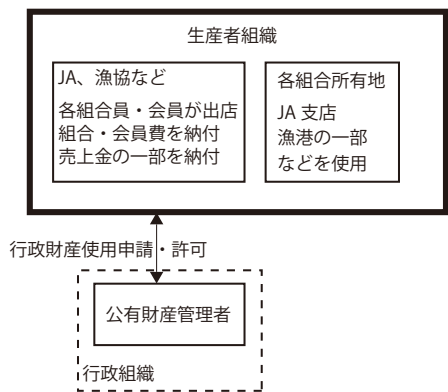 生産者組織
JA、漁協など
各組合員・会員が出店
組合・会員費を納付
売上金の一部を納付
各組合所有地
JA 支店
漁港の一部
などを使用
行政財産使用申請・許可
公有財産管理者
行政組織